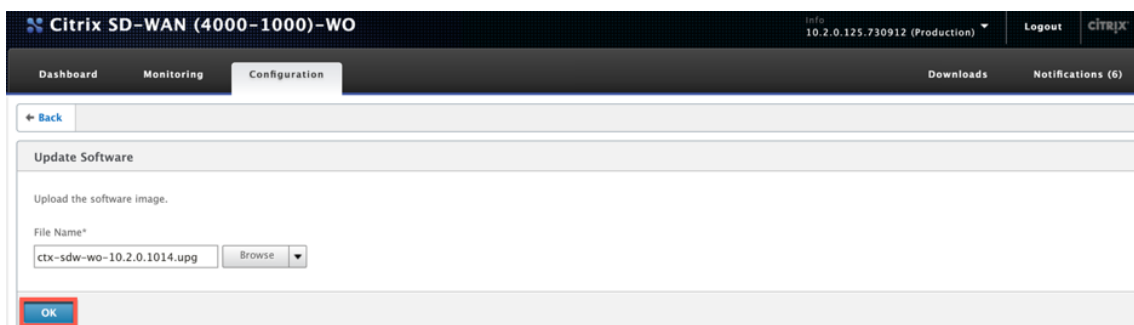 Citrix SD-WAN (4000-1000)-WO
Info
10.2.0.125.730912 (Production)
Logout
CITRIX
Dashboard Monitoring Configuration Downloads Notifications (6)
← Back
Update Software
Upload the software image.
File Name*
ctx-sdw-wo-10.2.0.1014.upg Browse
OK